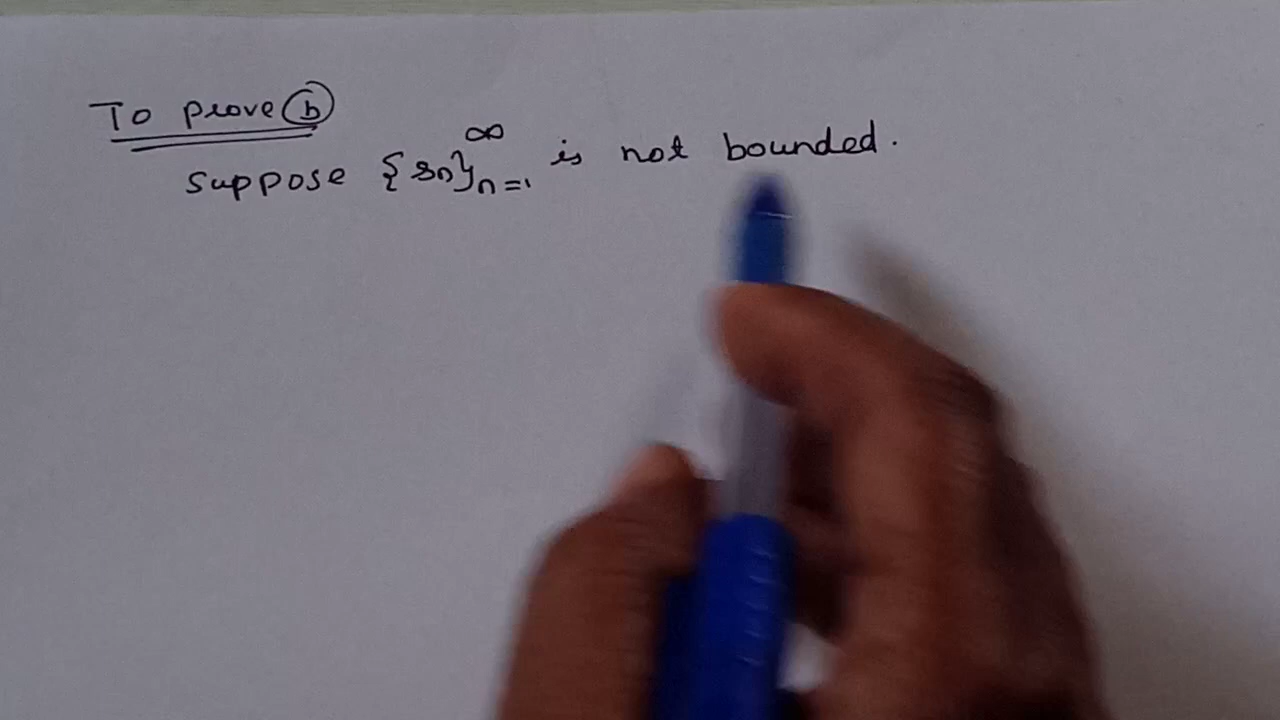 To prove (b)
suppose {sn}∞n=1 is not bounded.